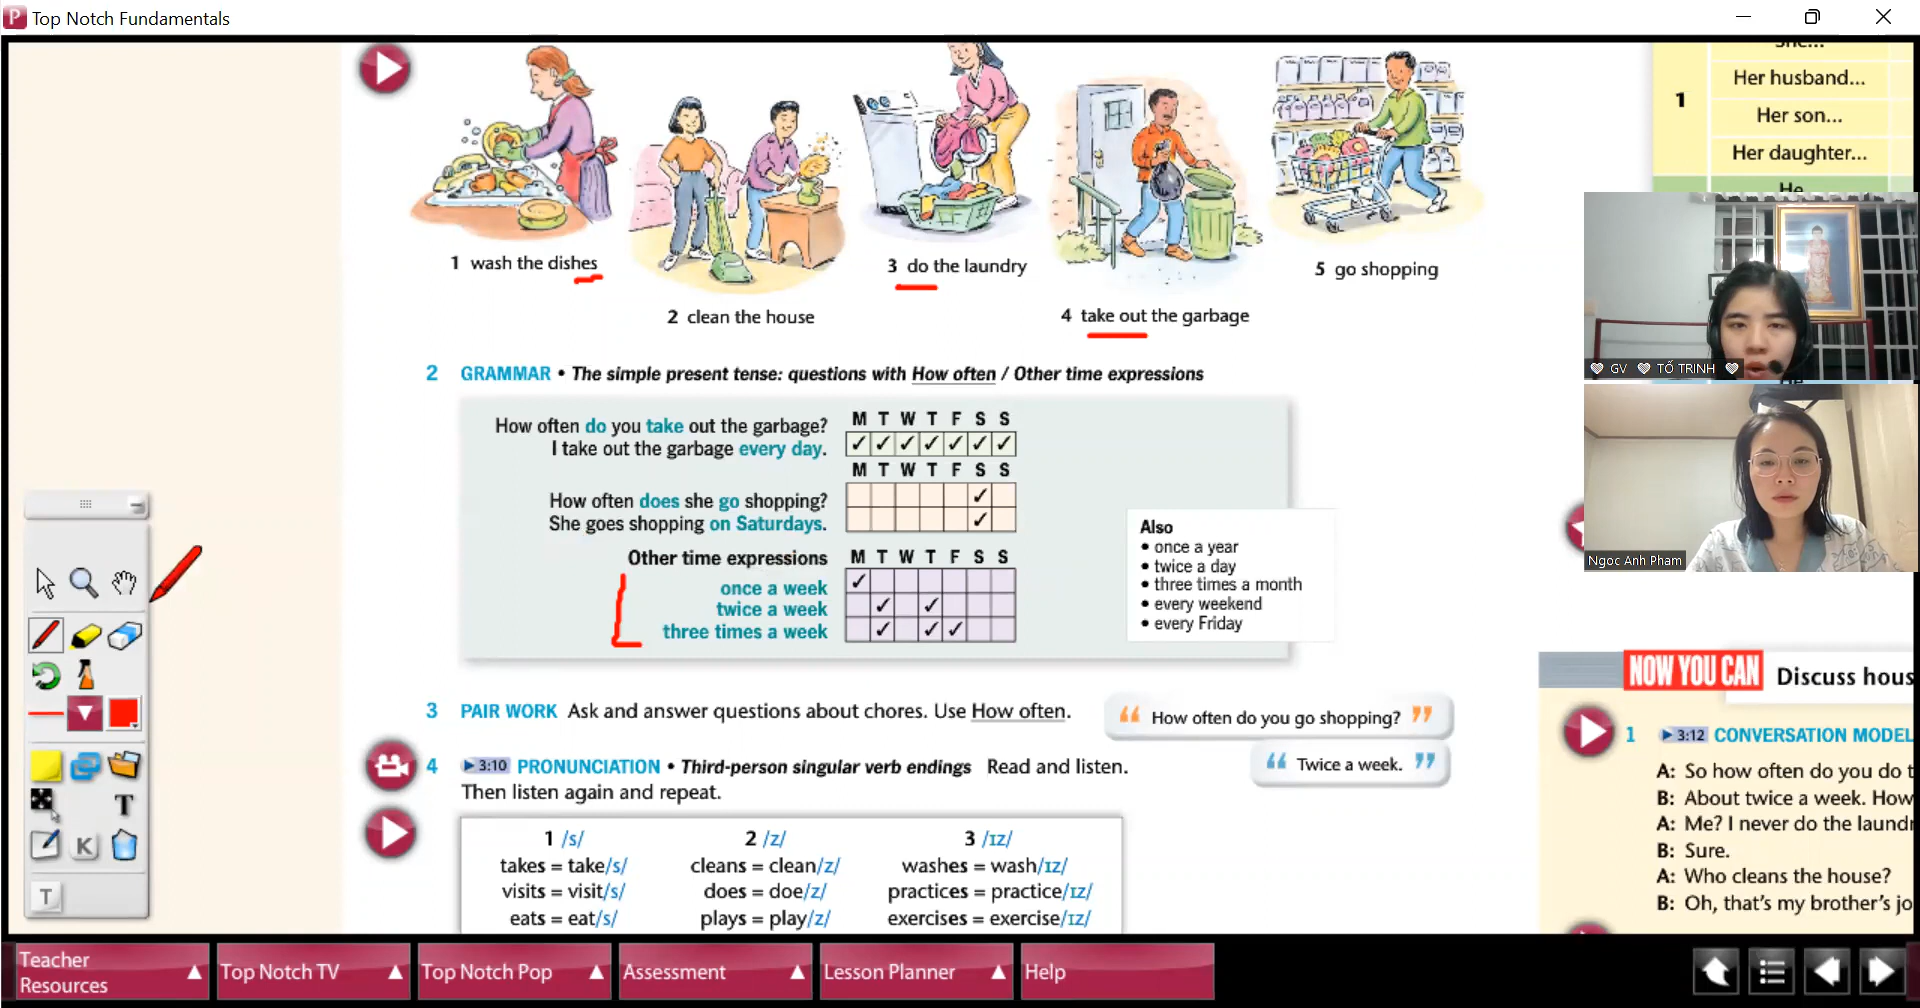 Top Notch Fundamentals
Her husband...
1
Her son...
Her daughter...
He
1 wash the dishes
3 do the laundry
5 go shopping
2 clean the house
4 take out the garbage
GV TỐ TRINH
Ngoc Anh Pham
2 GRAMMAR • The simple present tense: questions with How often / Other time expressions
M T W T F S S
How often do you take out the garbage?
I take out the garbage every day.
M T W T F S S
How often does she go shopping?
She goes shopping on Saturdays.
Other time expressions M T W T F S S
once a week
twice a week
three times a week
Also
• once a year
• twice a day
• three times a month
• every weekend
• every Friday
3 PAIR WORK Ask and answer questions about chores. Use How often.
“ How often do you go shopping? ”
“ Twice a week. ”
4 3:10 PRONUNCIATION • Third-person singular verb endings Read and listen.
Then listen again and repeat.
1 /s/ 2 /z/ 3 /ɪz/
takes = take/s/ cleans = clean/z/ washes = wash/ɪz/
visits = visit/s/ does = doe/z/ practices = practice/ɪz/
eats = eat/s/ plays = play/z/ exercises = exercise/ɪz/
NOW YOU CAN Discuss hous
1 3:12 CONVERSATION MODEL
A: So how often do you do t
B: About twice a week. How
A: Me? I never do the laund
B: Sure.
A: Who cleans the house?
B: Oh, that's my brother's jo
T
K
T
Teacher Resources
Top Notch TV
Top Notch Pop
Assessment
Lesson Planner
Help